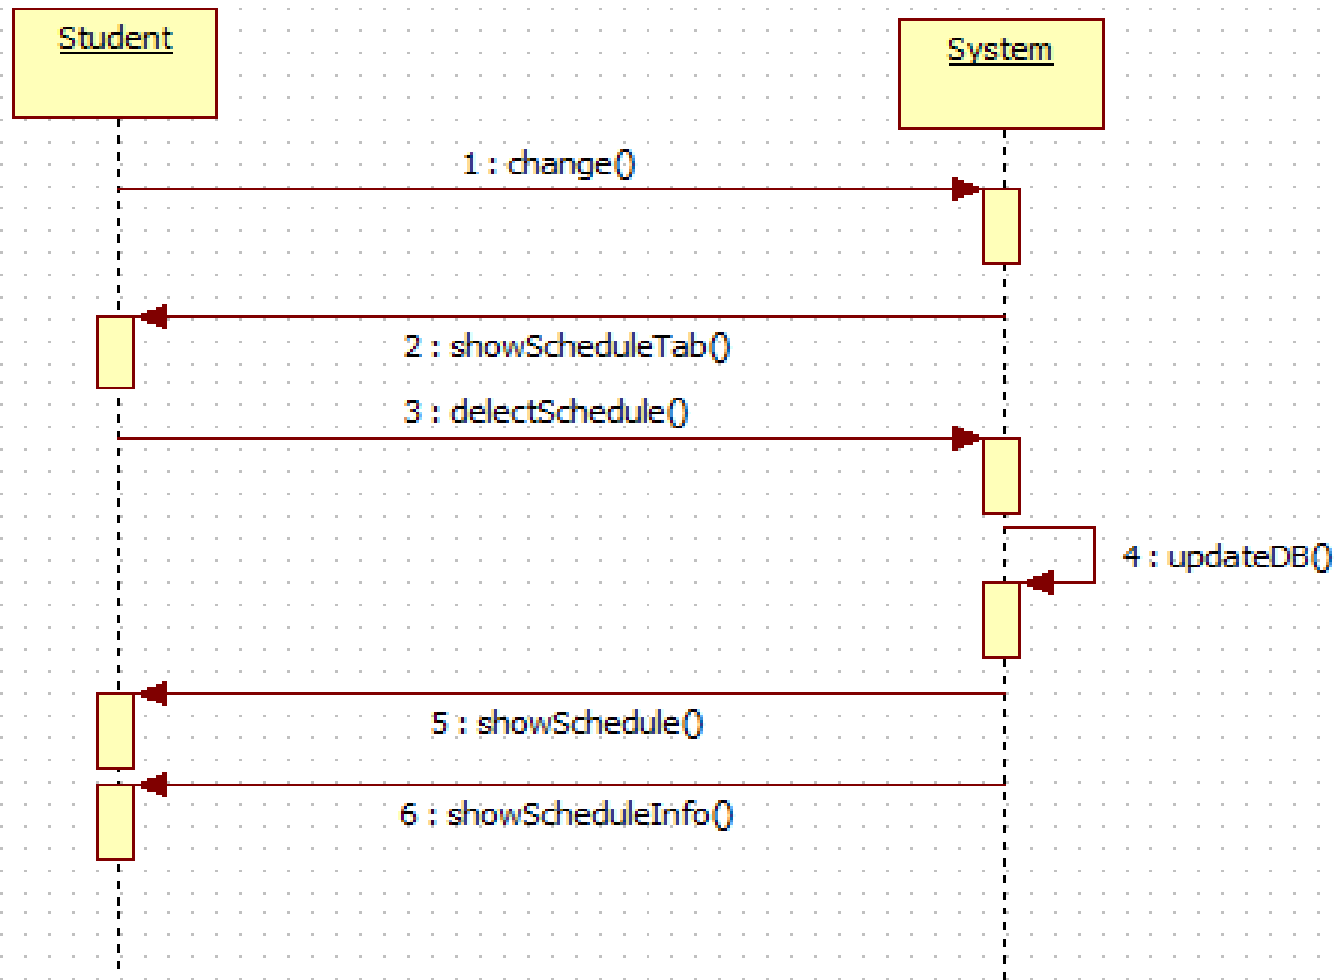 Student
System
1 : change()
2 : showScheduleTab()
3 : delectSchedule()
4 : updateDB()
5 : showSchedule()
6 : showScheduleInfo()